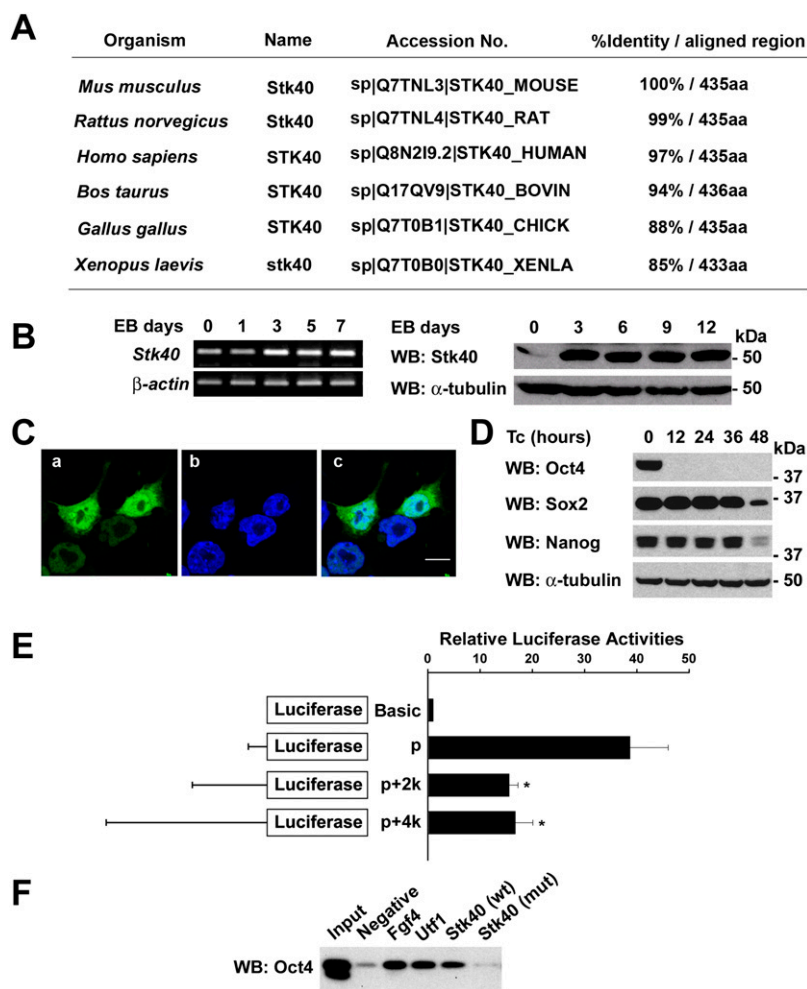 A
Organism Name Accession No. %Identity / aligned region
Mus musculus Stk40 sp|Q7TNL3|STK40_MOUSE 100% / 435aa
Rattus norvegicus Stk40 sp|Q7TNL4|STK40_RAT 99% / 435aa
Homo sapiens STK40 sp|Q8N2I9.2|STK40_HUMAN 97% / 435aa
Bos taurus STK40 sp|Q17QV9|STK40_BOVIN 94% / 436aa
Gallus gallus STK40 sp|Q7T0B1|STK40_CHICK 88% / 435aa
Xenopus laevis stk40 sp|Q7T0B0|STK40_XENLA 85% / 433aa
B
EB days 0 1 3 5 7
Stk40
β-actin
EB days 0 3 6 9 12 kDa
WB: Stk40 - 50
WB: α-tubulin - 50
C
a b c
D
Tc (hours) 0 12 24 36 48 kDa
WB: Oct4 - 37
WB: Sox2 - 37
WB: Nanog - 37
WB: α-tubulin - 50
E
Relative Luciferase Activities
0 10 20 30 40 50
Luciferase Basic
Luciferase p
Luciferase p+2k *
Luciferase p+4k *
F
Input Negative Fgf4 Utf1 Stk40 (wt) Stk40 (mut)
WB: Oct4